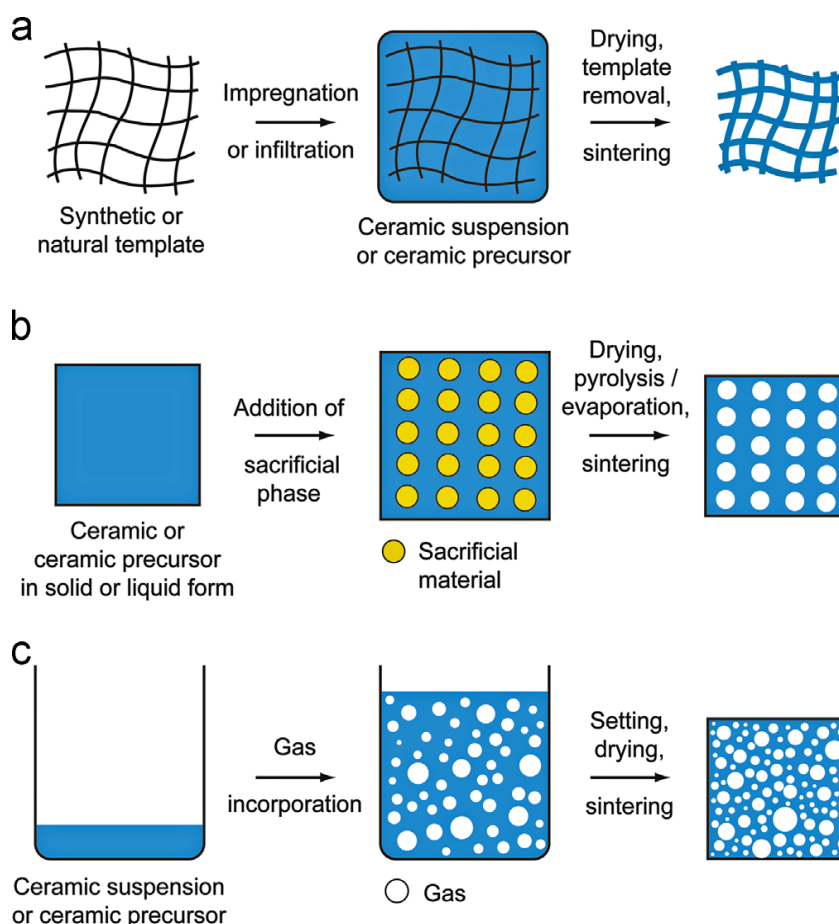 a
Synthetic or
natural template
Impregnation
or infiltration
Ceramic suspension
or ceramic precursor
Drying,
template
removal,
sintering
b
Ceramic or
ceramic precursor
in solid or liquid form
Addition of
sacrificial
phase
Sacrificial
material
Drying,
pyrolysis /
evaporation,
sintering
c
Ceramic suspension
or ceramic precursor
Gas
incorporation
Gas
Setting,
drying,
sintering